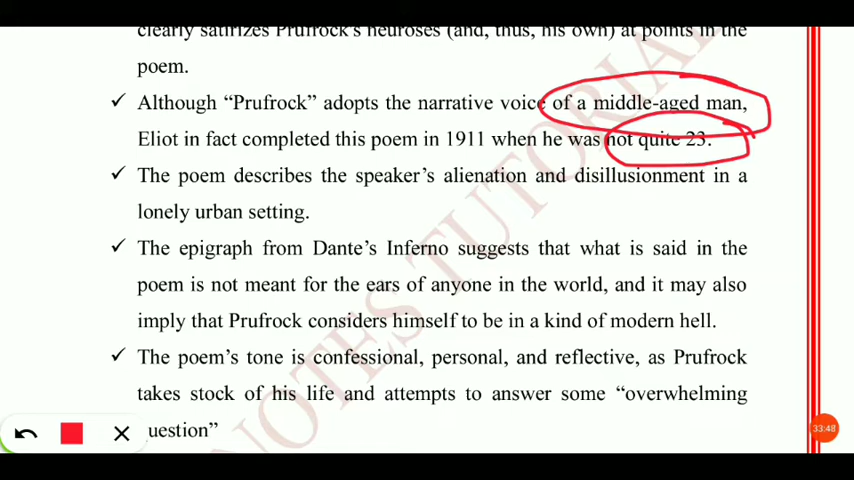 clearly satirizes Prufrock's neuroses (and, thus, his own) at points in the
poem.
✓ Although “Prufrock” adopts the narrative voice of a middle-aged man,
Eliot in fact completed this poem in 1911 when he was not quite 23.
✓ The poem describes the speaker's alienation and disillusionment in a
lonely urban setting.
✓ The epigraph from Dante's Inferno suggests that what is said in the
poem is not meant for the ears of anyone in the world, and it may also
imply that Prufrock considers himself to be in a kind of modern hell.
✓ The poem's tone is confessional, personal, and reflective, as Prufrock
takes stock of his life and attempts to answer some “overwhelming
uestion”
33:48
NOTES TUTORIAL